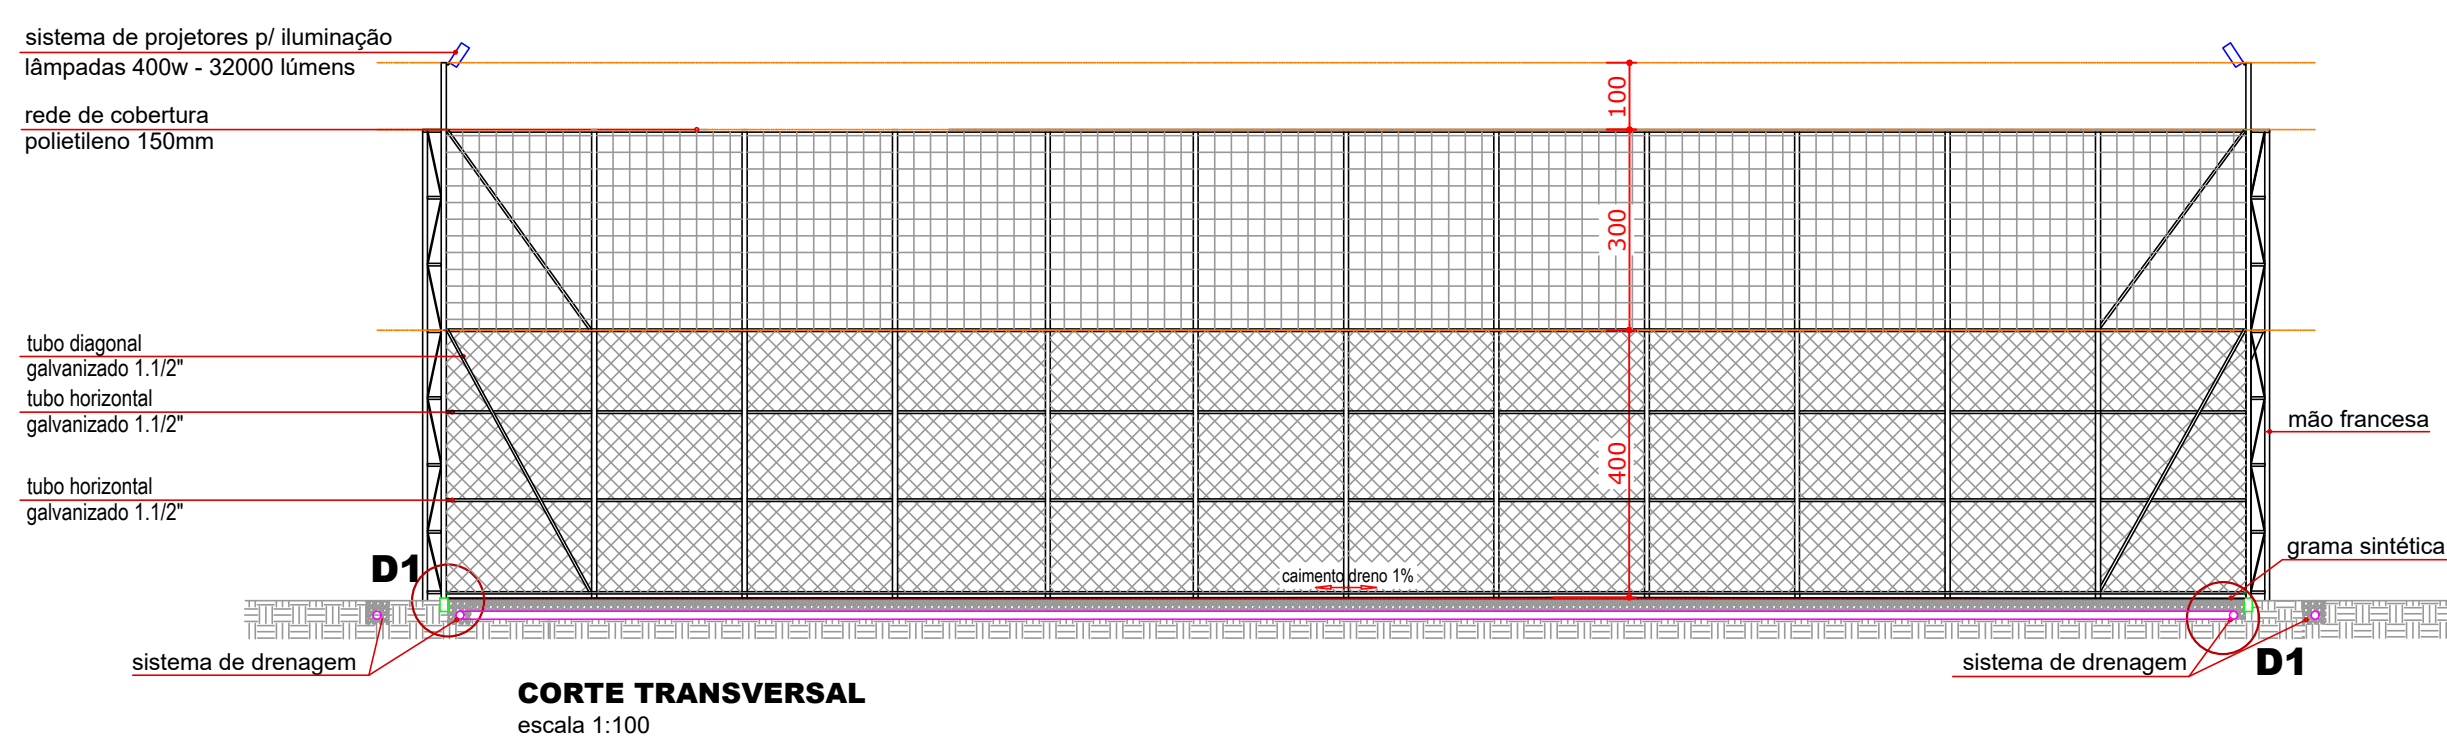 sistema de projetores p/ iluminação
lâmpadas 400w - 32000 lúmens
100
rede de cobertura
polietileno 150mm
300
tubo diagonal
galvanizado 1.1/2"
tubo horizontal
galvanizado 1.1/2"
mão francesa
400
tubo horizontal
galvanizado 1.1/2"
grama sintética
D1
caimento dreno 1%
sistema de drenagem
sistema de drenagem
D1
CORTE TRANSVERSAL
escala 1:100